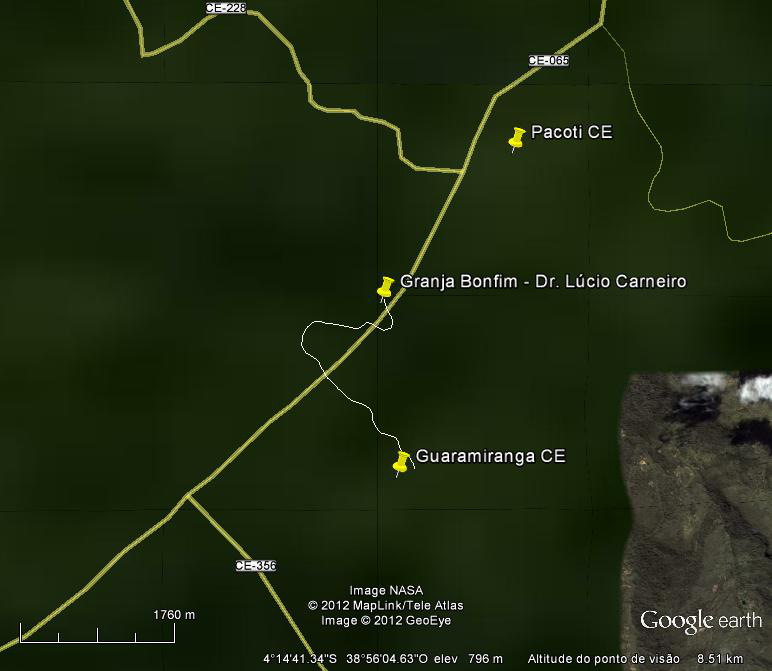 CE-228
CE-065
Pacoti CE
Granja Bonfim - Dr. Lúcio Carneiro
Guaramiranga CE
CE-356
1760 m
Image NASA
© 2012 MapLink/Tele Atlas
Image © 2012 GeoEye
Google earth
4°14'41.34"S 38°56'04.63"O elev 796 m Altitude do ponto de visão 8.51 km